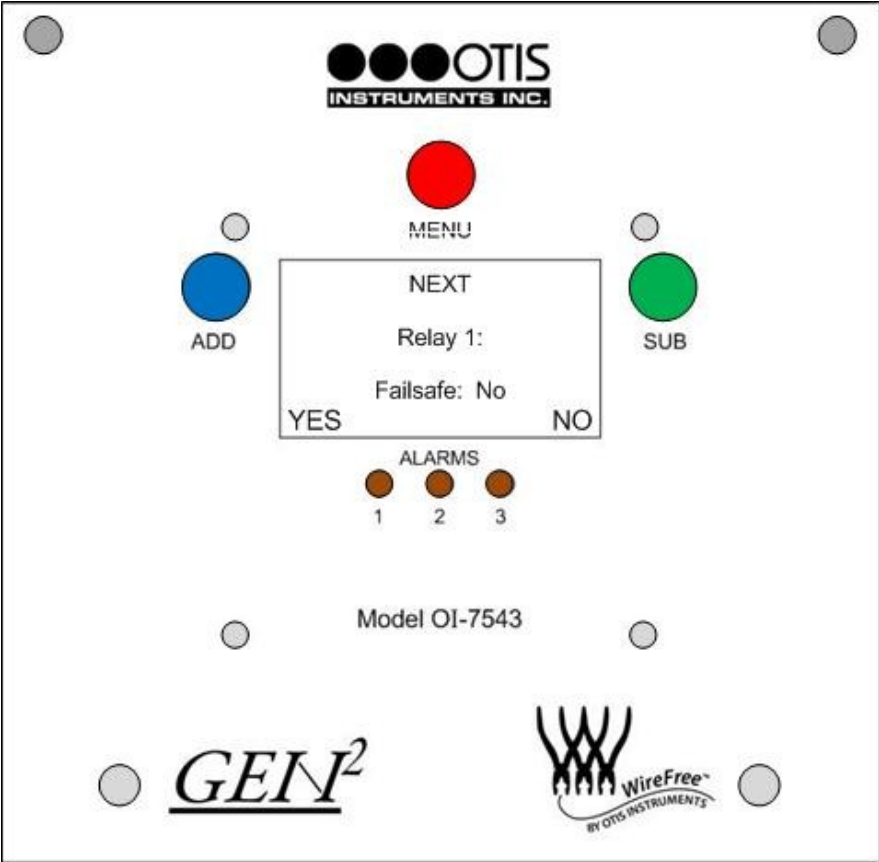 OTIS
INSTRUMENTS INC.
MENU
NEXT
ADD
Relay 1:
SUB
Failsafe: No
YES NO
ALARMS
1 2 3
Model OI-7543
GEN²
WireFree™
BY OTIS INSTRUMENTS